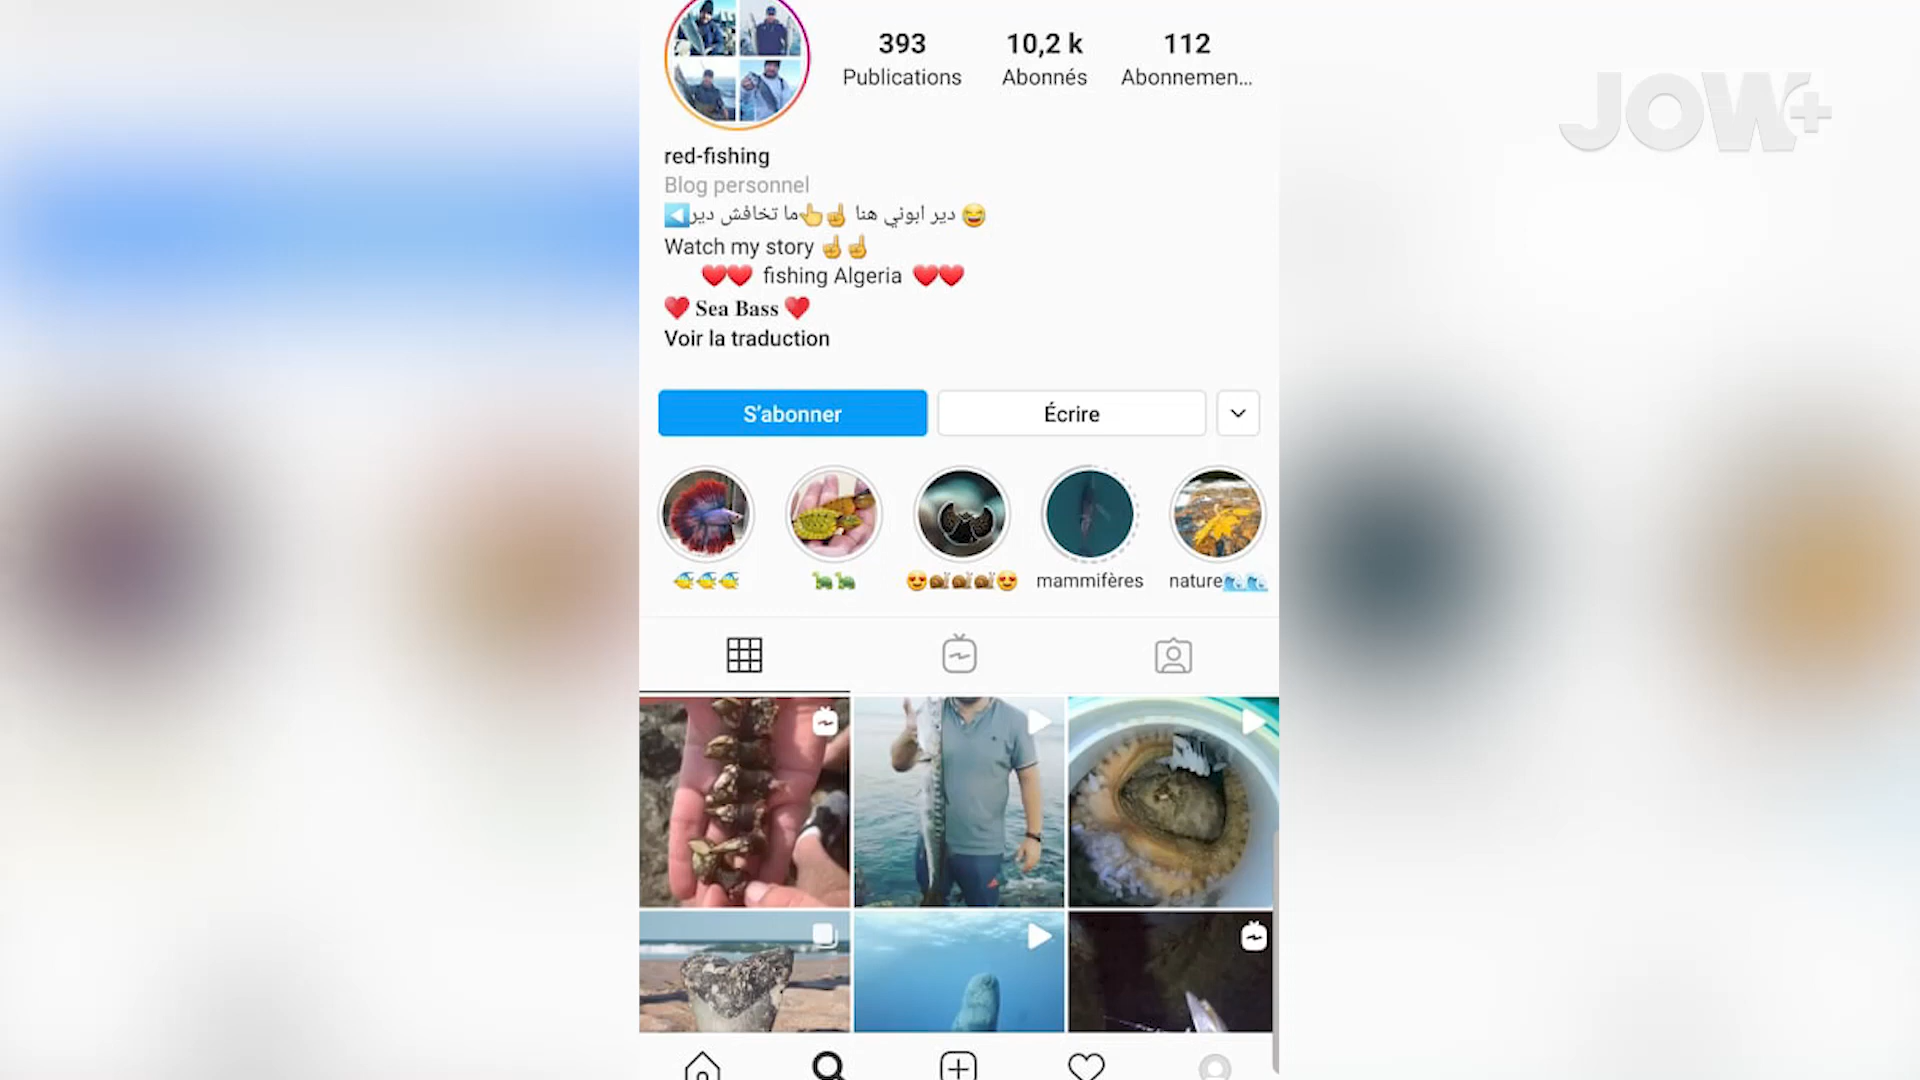 393 10,2 k 112
Publications Abonnés Abonnemen...
JOW+
red-fishing
Blog personnel
◀️دير ابوني هنا ☝️👆ما تخافش دير 😂
Watch my story ☝️☝️
❤️❤️ fishing Algeria ❤️❤️
❤️ Sea Bass ❤️
Voir la traduction
S'abonner Écrire
🐠🐠🐠 🐢🐢 😍🐌🐌🐌😍 mammifères nature🌊🌊